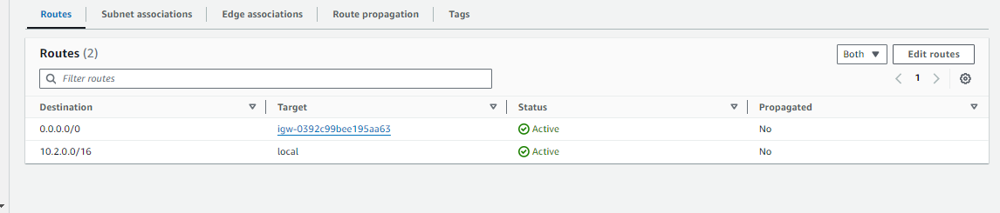 Routes Subnet associations Edge associations Route propagation Tags
Routes (2) Both Edit routes
Filter routes 1
Destination Target Status Propagated
0.0.0.0/0 igw-0392c99bee195aa63 Active No
10.2.0.0/16 local Active No